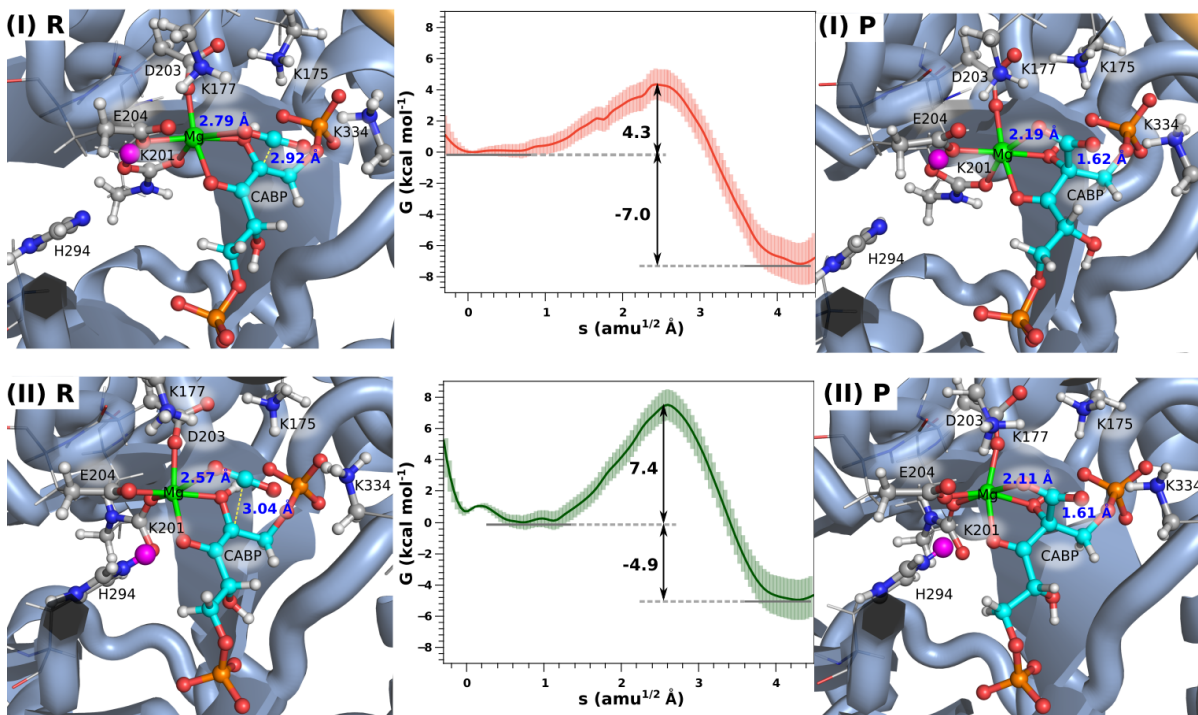 (I) R
D203
K177
K175
E204
Mg
2.79 Å
K334
K201
2.92 Å
CABP
H294
G (kcal mol-1)
8
6
4
2
0
−2
−4
−6
−8
4.3
-7.0
0
1
2
3
4
s (amu1/2 Å)
(I) P
D203
K177
K175
E204
2.19 Å
K334
Mg
1.62 Å
K201
CABP
H294
(II) R
K177
D203
K175
E204
2.57 Å
Mg
K334
3.04 Å
K201
CABP
H294
G (kcal mol-1)
8
6
4
2
0
−2
−4
−6
−8
7.4
-4.9
0
1
2
3
4
s (amu1/2 Å)
(II) P
D203
K175
K177
E204
2.11 Å
Mg
K334
1.61 Å
K201
CABP
H294